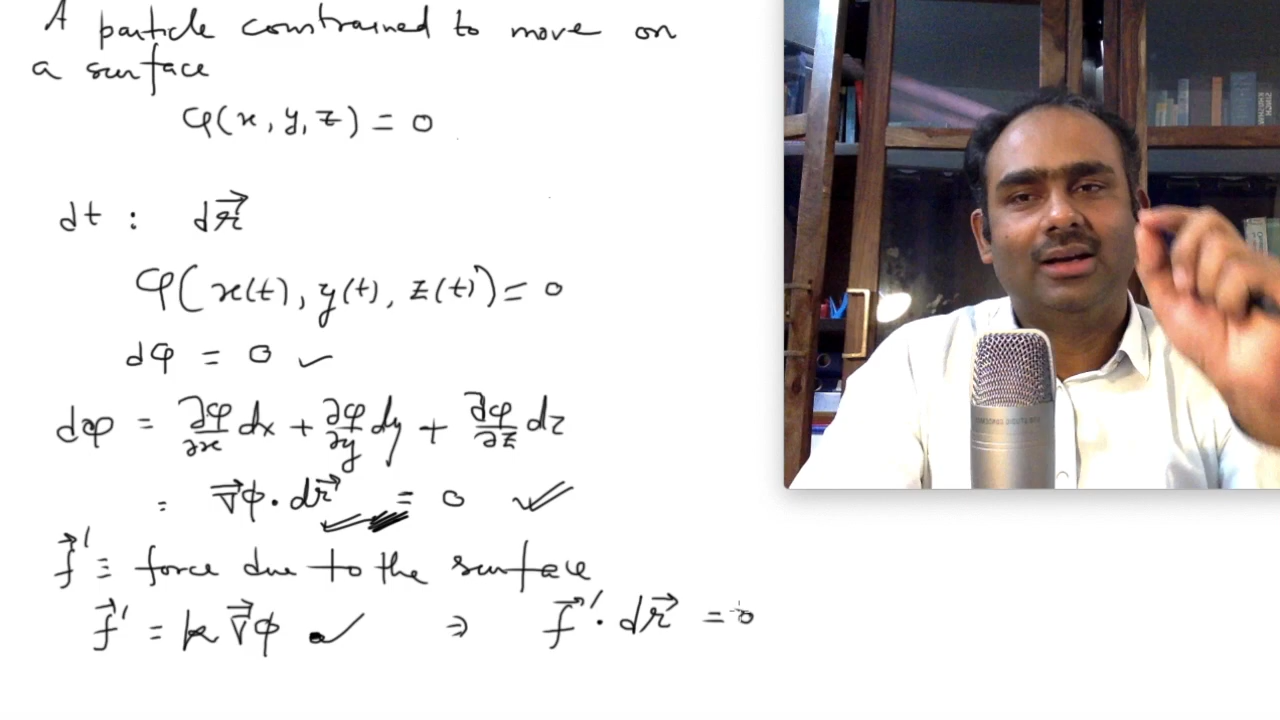 A particle constrained to move on
a surface
φ(x, y, z) = 0
dt : d𝑟⃗
φ(x(t), y(t), z(t)) = 0
dφ = 0 ✓
dφ = ∂φ/∂x dx + ∂φ/∂y dy + ∂φ/∂z dz
= ∇⃗ϕ · dr⃗ = 0 ✓
f⃗' ≡ force due to the surface
f⃗' = k ∇⃗ϕ ✓ ⇒ f⃗' · dr⃗ = 0